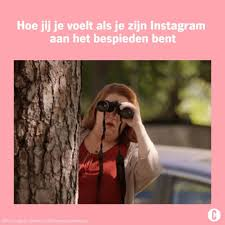 Hoe jij je voelt als je zijn Instagram
aan het bespieden bent
C